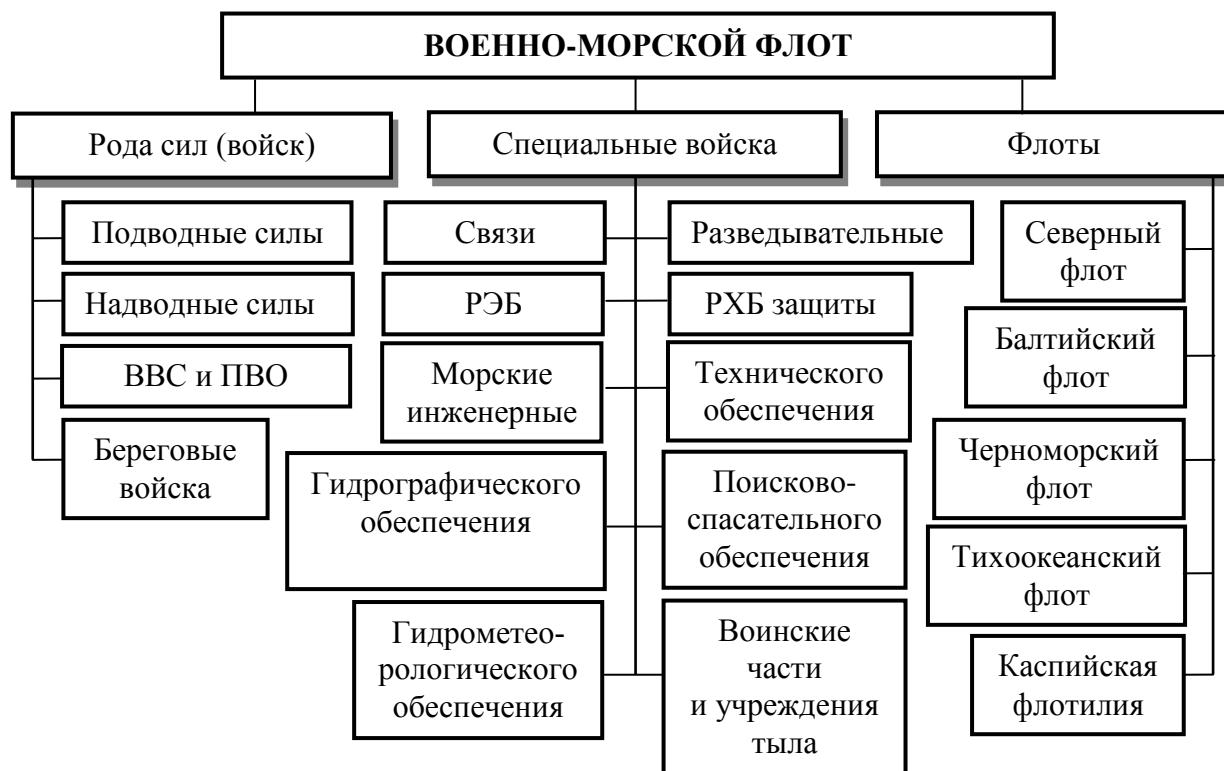 ВОЕННО-МОРСКОЙ ФЛОТ
Рода сил (войск)
Специальные войска
Флоты
Подводные силы
Надводные силы
ВВС и ПВО
Береговые
войска
Связи
Разведывательные
РЭБ
РХБ защиты
Морские
инженерные
Технического
обеспечения
Гидрографического
обеспечения
Поисково-
спасательного
обеспечения
Гидрометео-
рологического
обеспечения
Воинские
части
и учреждения
тыла
Северный
флот
Балтийский
флот
Черноморский
флот
Тихоокеанский
флот
Каспийская
флотилия